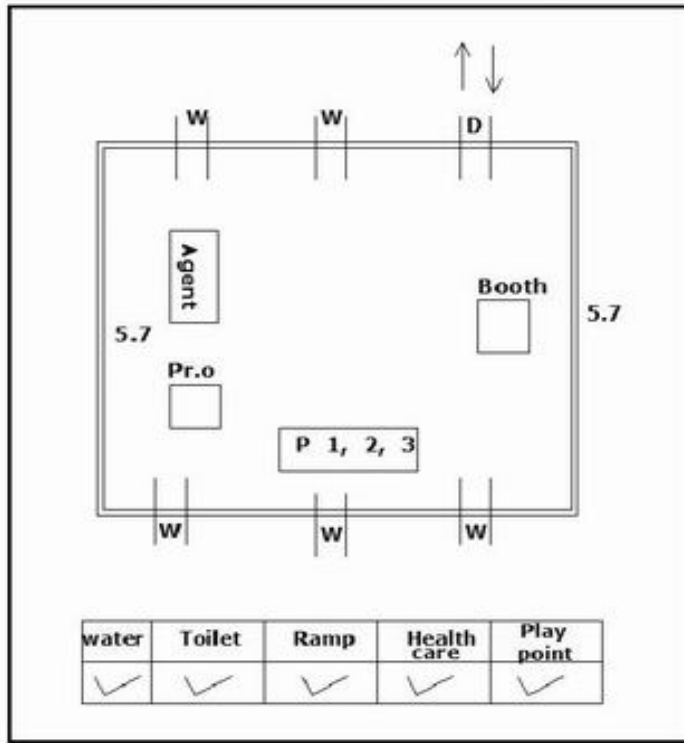 W W D
Agent
Booth
5.7 5.7
Pr.o
P 1, 2, 3
W W W
water Toilet Ramp Health care Play point